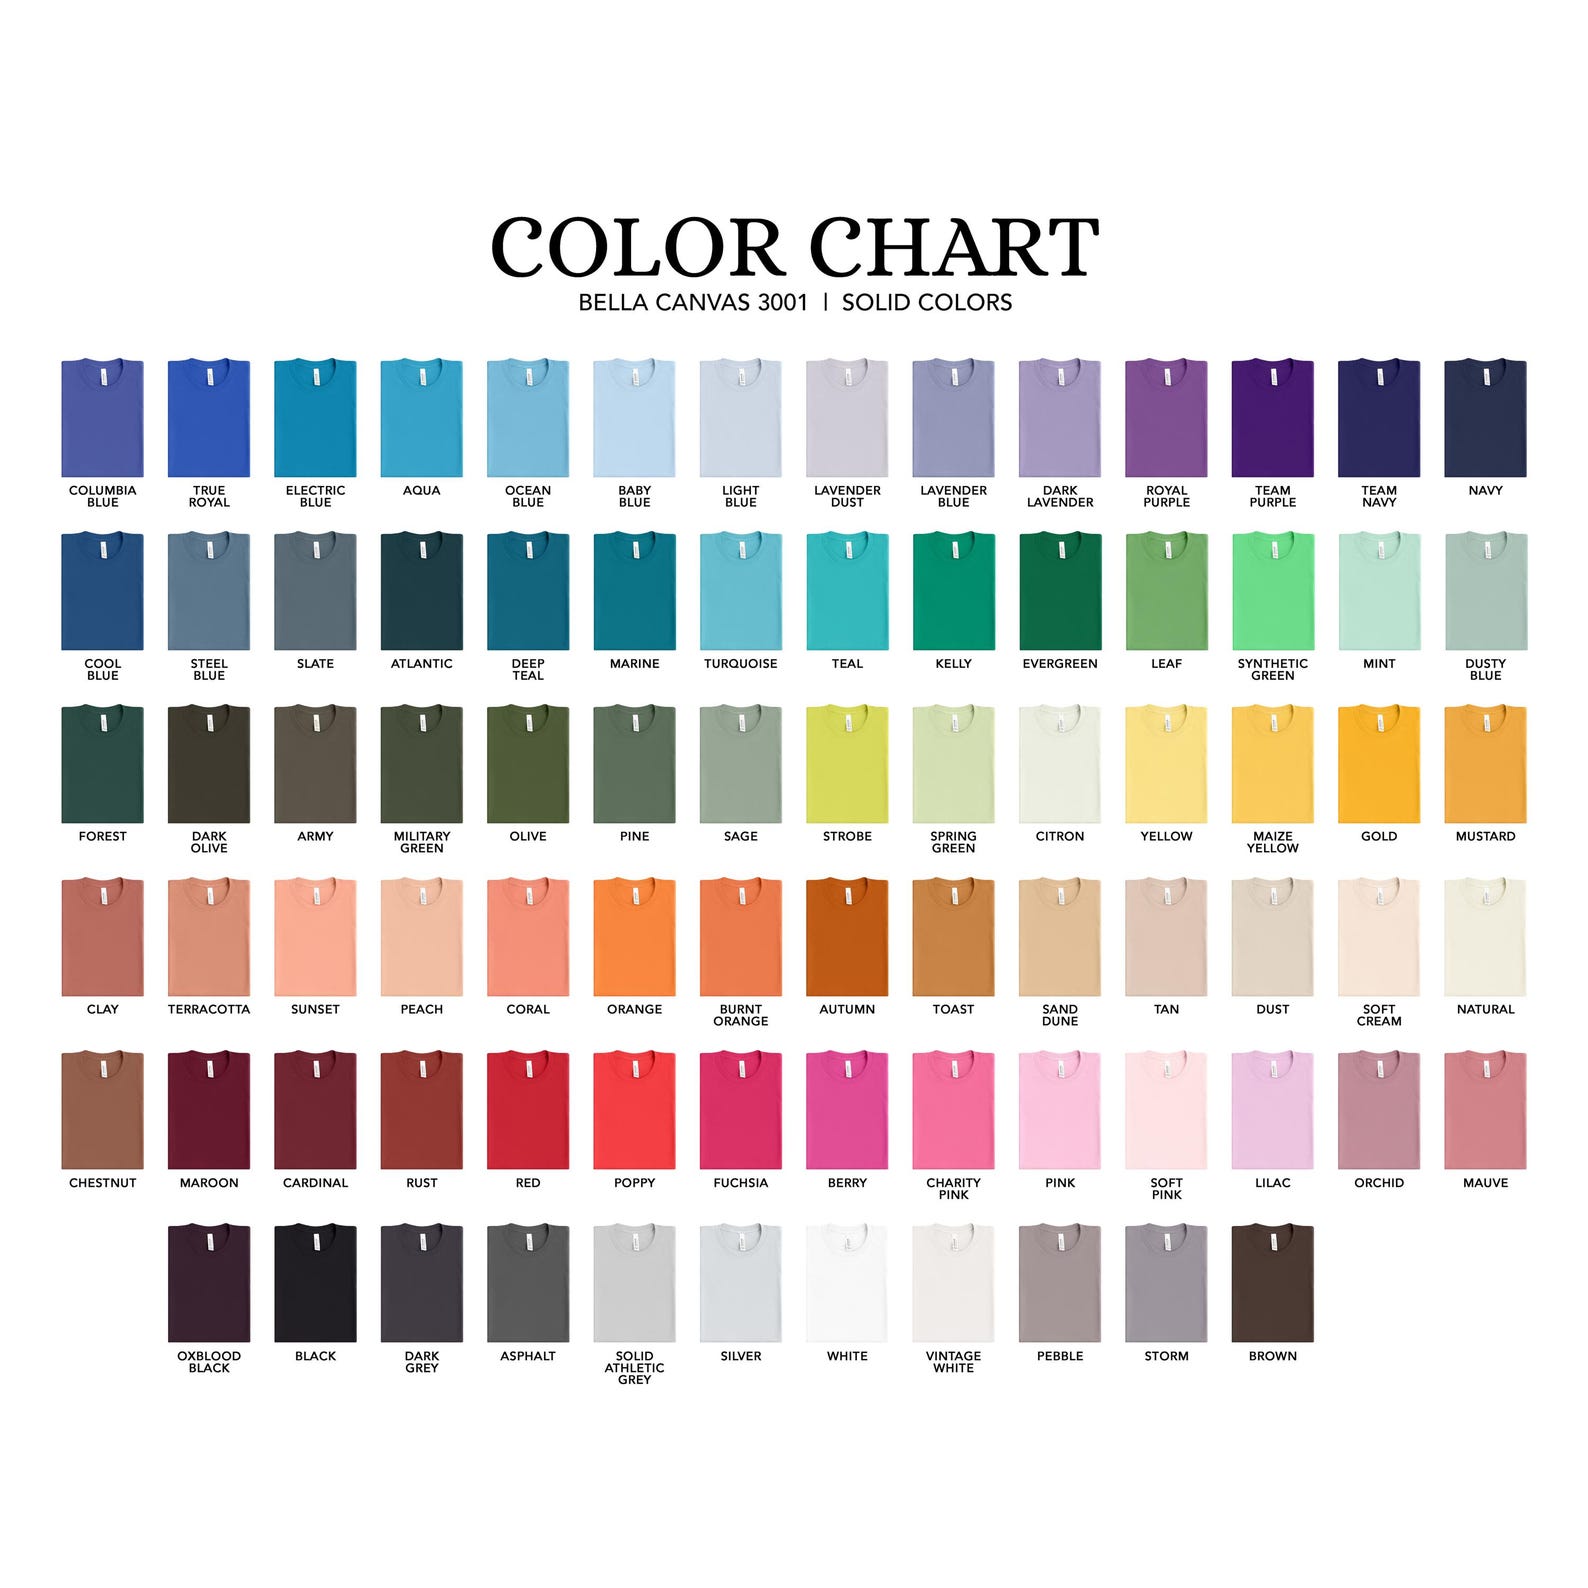 COLOR CHART
BELLA CANVAS 3001 | SOLID COLORS
COLUMBIA BLUE
TRUE ROYAL
ELECTRIC BLUE
AQUA
OCEAN BLUE
BABY BLUE
LIGHT BLUE
LAVENDER DUST
LAVENDER BLUE
DARK LAVENDER
ROYAL PURPLE
TEAM PURPLE
TEAM NAVY
NAVY
COOL BLUE
STEEL BLUE
SLATE
ATLANTIC
DEEP TEAL
MARINE
TURQUOISE
TEAL
KELLY
EVERGREEN
LEAF
SYNTHETIC GREEN
MINT
DUSTY BLUE
FOREST
DARK OLIVE
ARMY
MILITARY GREEN
OLIVE
PINE
SAGE
STROBE
SPRING GREEN
CITRON
YELLOW
MAIZE YELLOW
GOLD
MUSTARD
CLAY
TERRACOTTA
SUNSET
PEACH
CORAL
ORANGE
BURNT ORANGE
AUTUMN
TOAST
SAND DUNE
TAN
DUST
SOFT CREAM
NATURAL
CHESTNUT
MAROON
CARDINAL
RUST
RED
POPPY
FUCHSIA
BERRY
CHARITY PINK
PINK
SOFT PINK
LILAC
ORCHID
MAUVE
OXBLOOD BLACK
BLACK
DARK GREY
ASPHALT
SOLID ATHLETIC GREY
SILVER
WHITE
VINTAGE WHITE
PEBBLE
STORM
BROWN